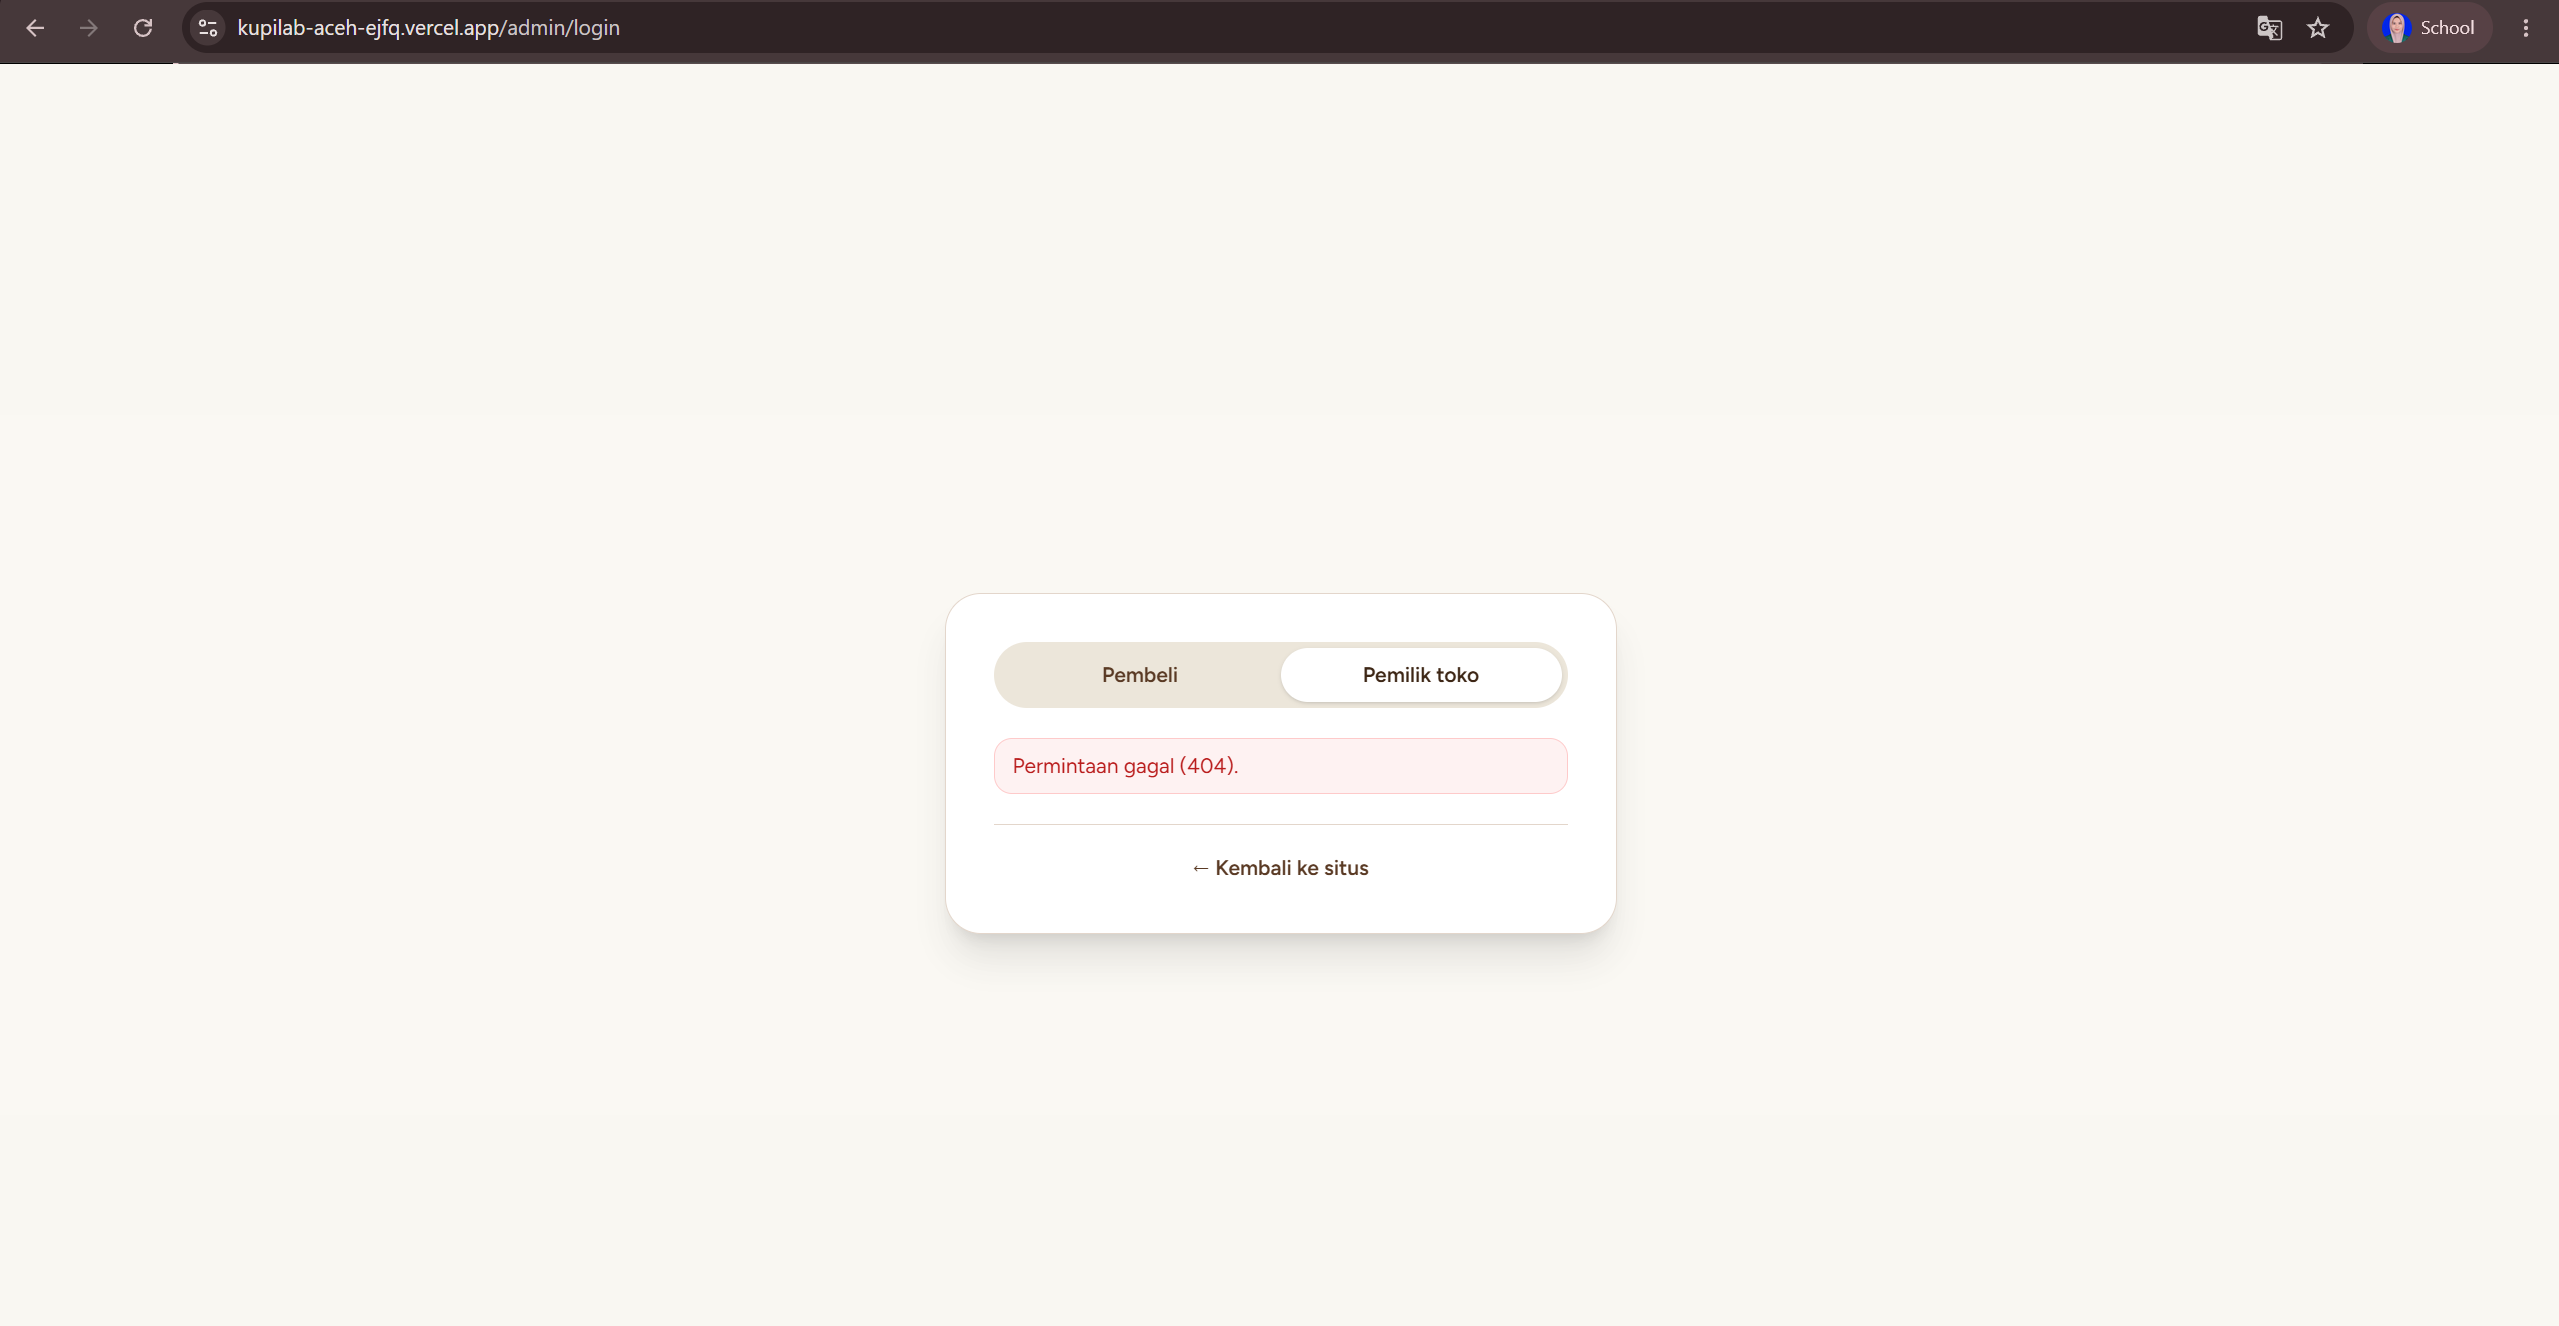 kupilab-aceh-ejfq.vercel.app/admin/login
School
Pembeli
Pemilik toko
Permintaan gagal (404).
← Kembali ke situs